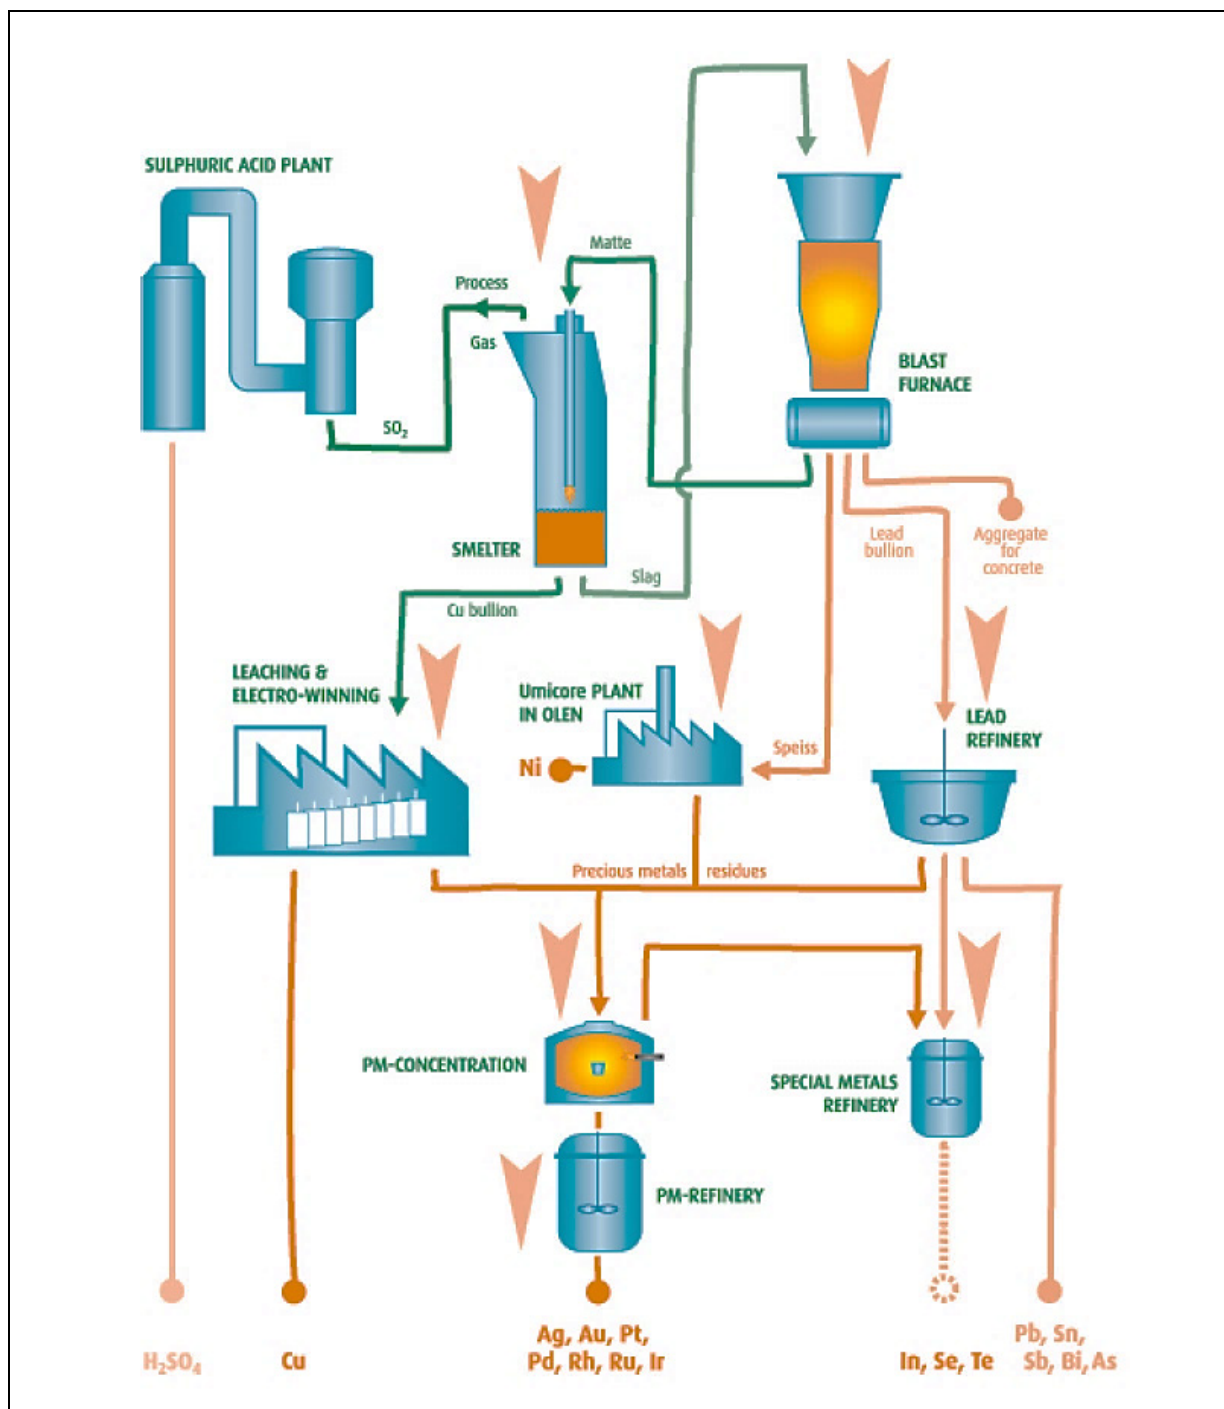 SULPHURIC ACID PLANT
Matte
Process
Gas
SO₂
BLAST
FURNACE
SMELTER
Slag
Cu bullion
Lead
bullion
Aggregate
for
concrete
LEACHING &
ELECTRO-WINNING
Umicore PLANT
IN OLEN
Ni
Speiss
LEAD
REFINERY
Precious metals residues
PM-CONCENTRATION
SPECIAL METALS
REFINERY
PM-REFINERY
H₂SO₄
Cu
Ag, Au, Pt,
Pd, Rh, Ru, Ir
In, Se, Te
Pb, Sn,
Sb, Bi, As